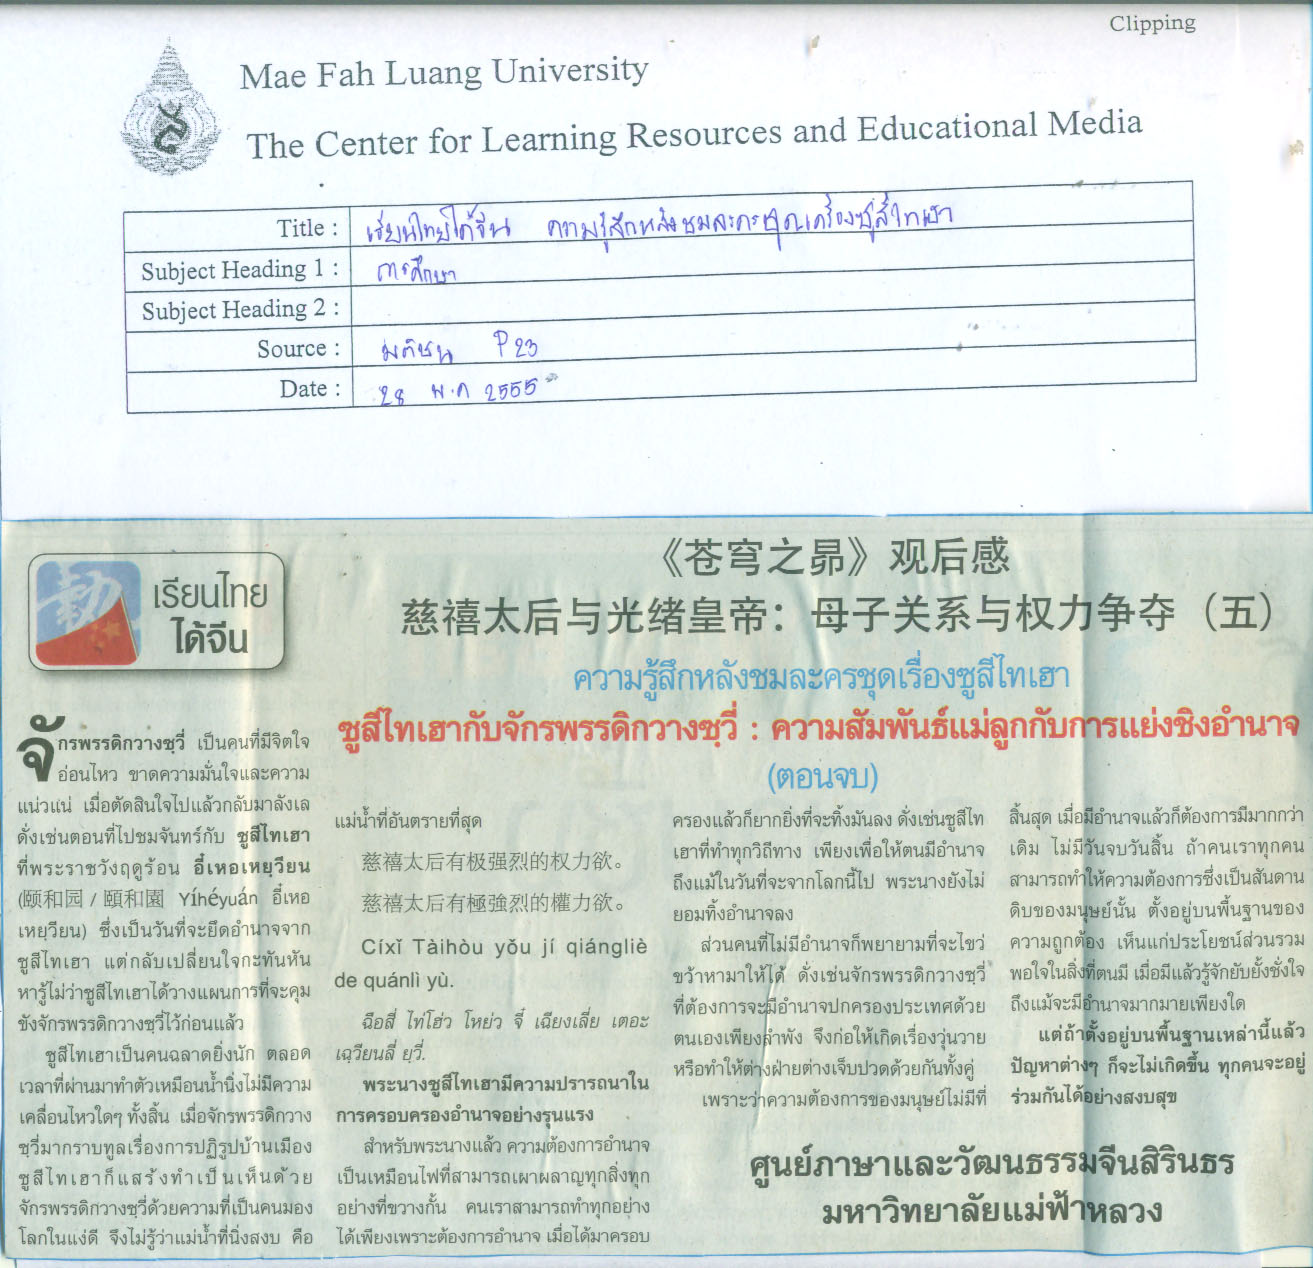 Clipping
Mae Fah Luang University
The Center for Learning Resources and Educational Media
Title : เรียนไทยได้จีน ความรู้สึกหลังชมละครชุดเรื่องซูสีไทเฮา
Subject Heading 1 : การศึกษา
Subject Heading 2 :
Source : มติชน P 23
Date : 28 พ.ค 2555
เรียนไทย
ได้จีน
《苍穹之昴》观后感
慈禧太后与光绪皇帝：母子关系与权力争夺（五）
ความรู้สึกหลังชมละครชุดเรื่องซูสีไทเฮา
ซูสีไทเฮากับจักรพรรดิกวางซฺวี่ : ความสัมพันธ์แม่ลูกกับการแย่งชิงอำนาจ
(ตอนจบ)
จักรพรรดิกวางซฺวี่ เป็นคนที่มีจิตใจ
อ่อนไหว ขาดความมั่นใจและความ
แน่วแน่ เมื่อตัดสินใจไปแล้วกลับมาลังเล
ดั่งเช่นตอนที่ไปชมจันทร์กับ ซูสีไทเฮา
ที่พระราชวังฤดูร้อน อี๋เหอเหยฺวียน
(颐和园 / 頤和園 Yíhéyuán อี๋เหอ
เหยฺวียน) ซึ่งเป็นวันที่จะยึดอำนาจจาก
ซูสีไทเฮา แต่กลับเปลี่ยนใจกะทันหัน
หารู้ไม่ว่าซูสีไทเฮาได้วางแผนการที่จะคุม
ขังจักรพรรดิกวางซฺวี่ไว้ก่อนแล้ว
ซูสีไทเฮาเป็นคนฉลาดยิ่งนัก ตลอด
เวลาที่ผ่านมาทำตัวเหมือนน้ำนิ่งไม่มีความ
เคลื่อนไหวใดๆ ทั้งสิ้น เมื่อจักรพรรดิกวาง
ซฺวี่มากราบทูลเรื่องการปฏิรูปบ้านเมือง
ซูสีไทเฮาก็แสร้งทำเป็นเห็นด้วย
จักรพรรดิกวางซฺวี่ด้วยความที่เป็นคนมอง
โลกในแง่ดี จึงไม่รู้ว่าแม่น้ำที่นิ่งสงบ คือ
แม่น้ำที่อันตรายที่สุด
慈禧太后有极强烈的权力欲。
慈禧太后有極強烈的權力欲。
Cíxǐ Tàihòu yǒu jí qiángliè
de quánlì yù.
ฉือสี่ ไท่โฮ่ว โหย่ว จี๋ เฉียงเลี่ย เตอะ
เฉฺวียนลี่ ยฺวี่.
พระนางซูสีไทเฮามีความปรารถนาใน
การครอบครองอำนาจอย่างรุนแรง
สำหรับพระนางแล้ว ความต้องการอำนาจ
เป็นเหมือนไฟที่สามารถเผาผลาญทุกสิ่งทุก
อย่างที่ขวางกั้น คนเราสามารถทำทุกอย่าง
ได้เพียงเพราะต้องการอำนาจ เมื่อได้มาครอบ
ครองแล้วก็ยากยิ่งที่จะทิ้งมันลง ดั่งเช่นซูสีไท
เฮาที่ทำทุกวิถีทาง เพียงเพื่อให้ตนมีอำนาจ
ถึงแม้ในวันที่จะจากโลกนี้ไป พระนางยังไม่
ยอมทิ้งอำนาจลง
ส่วนคนที่ไม่มีอำนาจก็พยายามที่จะไขว่
ขว้าหามาให้ได้ ดั่งเช่นจักรพรรดิกวางซฺวี่
ที่ต้องการจะมีอำนาจปกครองประเทศด้วย
ตนเองเพียงลำพัง จึงก่อให้เกิดเรื่องวุ่นวาย
หรือทำให้ต่างฝ่ายต่างเจ็บปวดด้วยกันทั้งคู่
เพราะว่าความต้องการของมนุษย์ไม่มีที่
สิ้นสุด เมื่อมีอำนาจแล้วก็ต้องการมีมากกว่า
เดิม ไม่มีวันจบวันสิ้น ถ้าคนเราทุกคน
สามารถทำให้ความต้องการซึ่งเป็นสันดาน
ดิบของมนุษย์นั้น ตั้งอยู่บนพื้นฐานของ
ความถูกต้อง เห็นแก่ประโยชน์ส่วนรวม
พอใจในสิ่งที่ตนมี เมื่อมีแล้วรู้จักยับยั้งชั่งใจ
ถึงแม้จะมีอำนาจมากมายเพียงใด
แต่ถ้าตั้งอยู่บนพื้นฐานเหล่านี้แล้ว
ปัญหาต่างๆ ก็จะไม่เกิดขึ้น ทุกคนจะอยู่
ร่วมกันได้อย่างสงบสุข
ศูนย์ภาษาและวัฒนธรรมจีนสิรินธร
มหาวิทยาลัยแม่ฟ้าหลวง